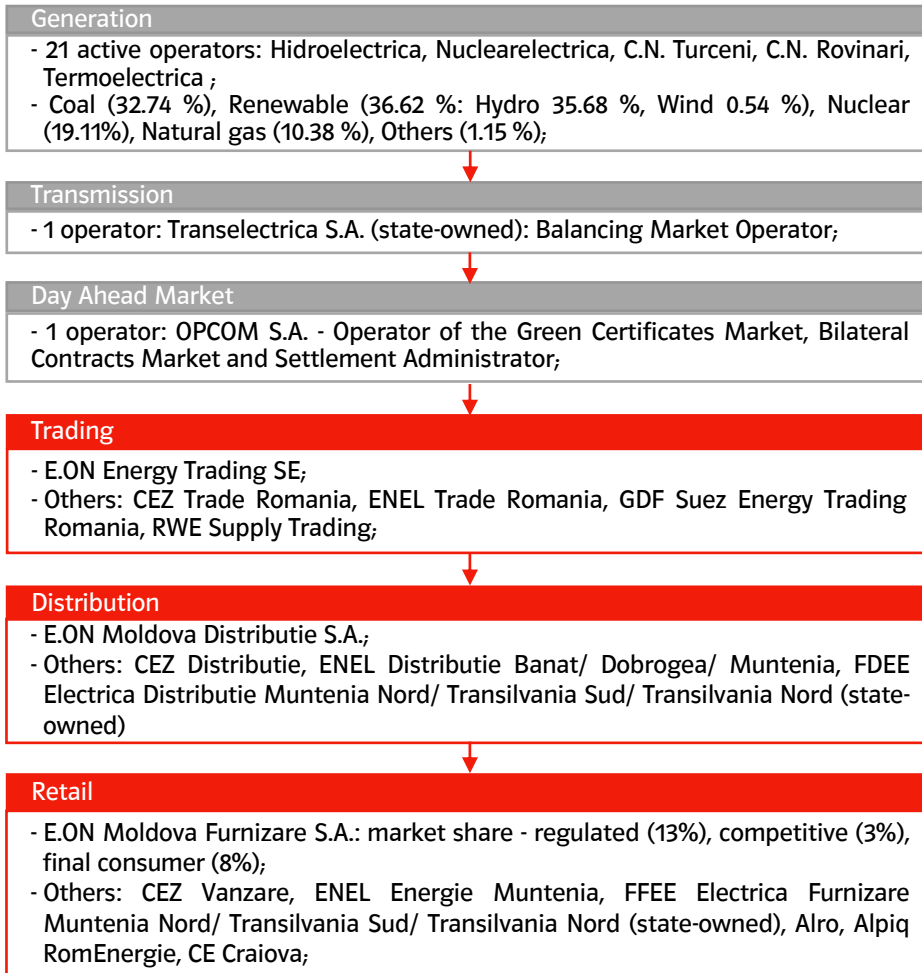 Generation
- 21 active operators: Hidroelectrica, Nuclearelectrica, C.N. Turceni, C.N. Rovinari,
Termoelectrica ;
- Coal (32.74 %), Renewable (36.62 %: Hydro 35.68 %, Wind 0.54 %), Nuclear
(19.11%), Natural gas (10.38 %), Others (1.15 %);
Transmission
- 1 operator: Transelectrica S.A. (state-owned): Balancing Market Operator;
Day Ahead Market
- 1 operator: OPCOM S.A. - Operator of the Green Certificates Market, Bilateral
Contracts Market and Settlement Administrator;
Trading
- E.ON Energy Trading SE;
- Others: CEZ Trade Romania, ENEL Trade Romania, GDF Suez Energy Trading
Romania, RWE Supply Trading;
Distribution
- E.ON Moldova Distributie S.A.;
- Others: CEZ Distributie, ENEL Distributie Banat/ Dobrogea/ Muntenia, FDEE
Electrica Distributie Muntenia Nord/ Transilvania Sud/ Transilvania Nord (state-
owned)
Retail
- E.ON Moldova Furnizare S.A.: market share - regulated (13%), competitive (3%),
final consumer (8%);
- Others: CEZ Vanzare, ENEL Energie Muntenia, FFEE Electrica Furnizare
Muntenia Nord/ Transilvania Sud/ Transilvania Nord (state-owned), Alro, Alpiq
RomEnergie, CE Craiova;